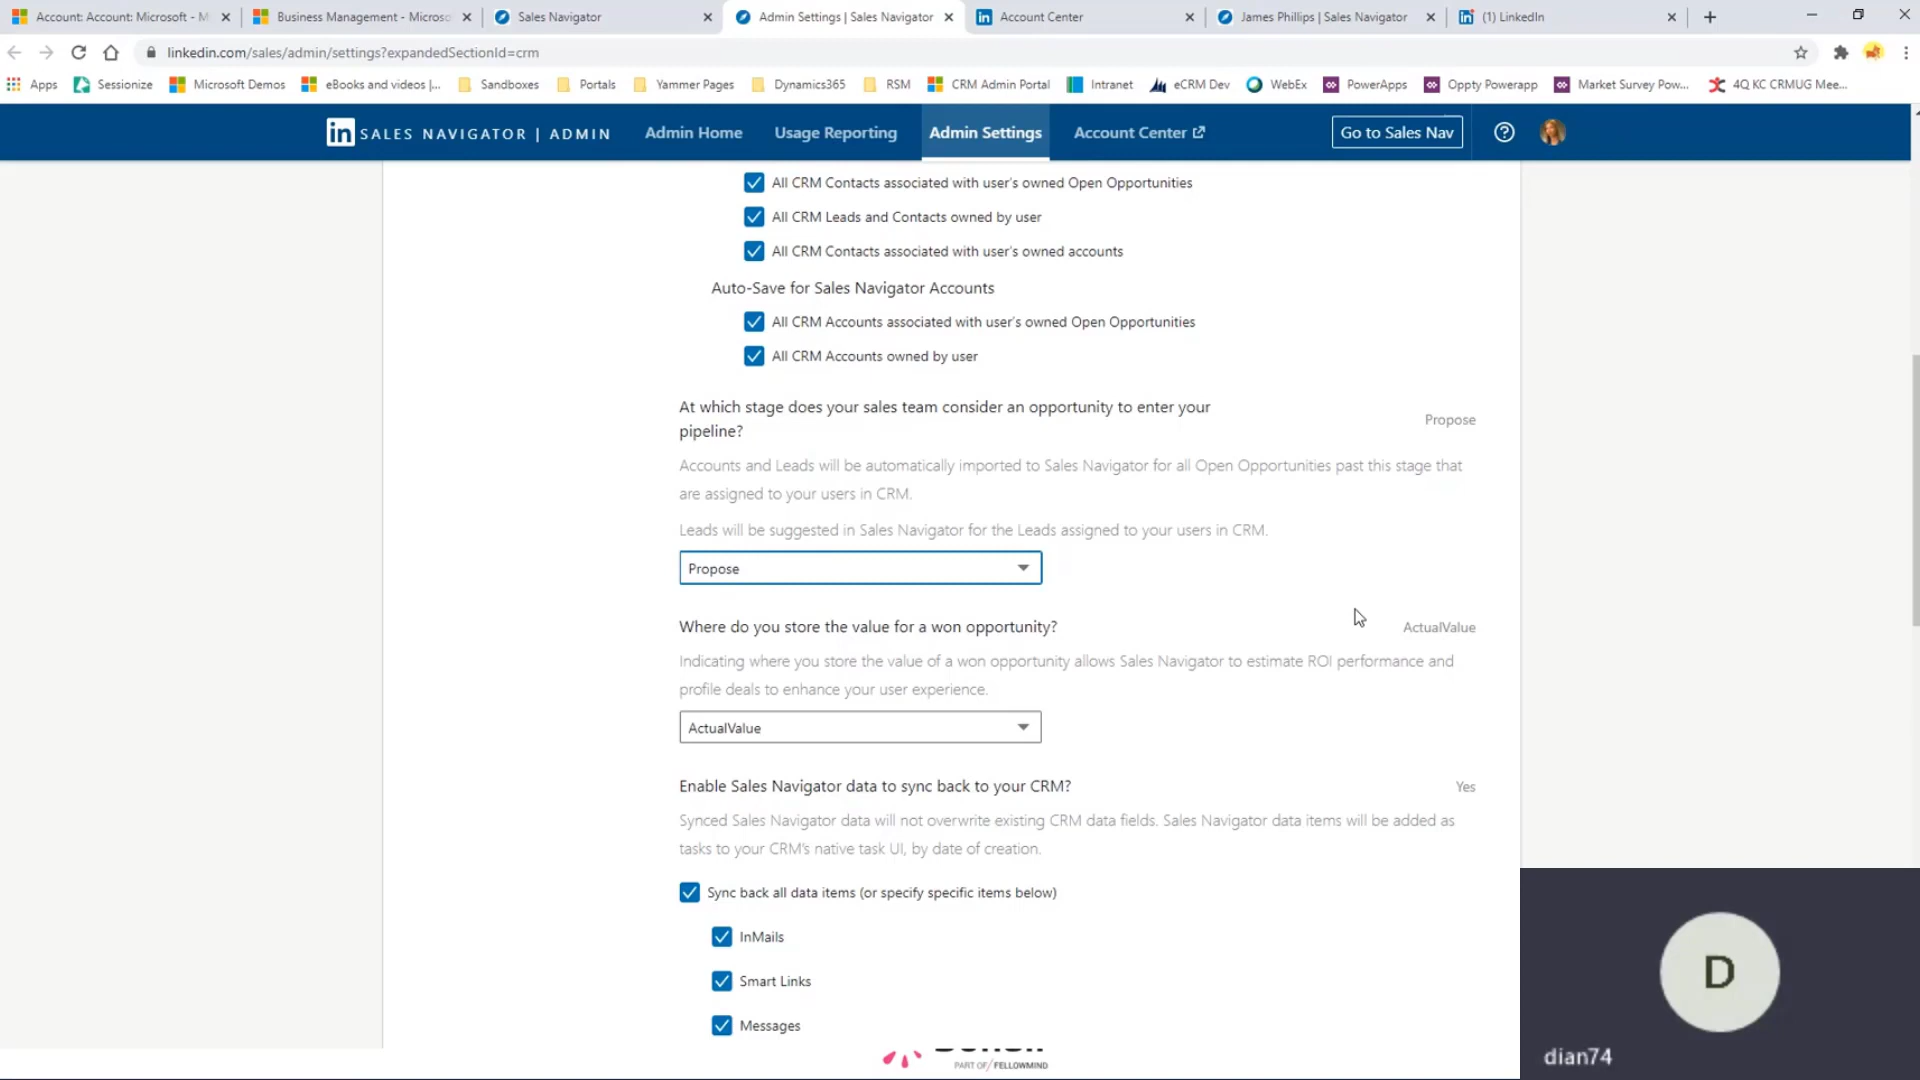 Account: Account: Microsoft - M
Business Management - Microso
Sales Navigator
Admin Settings | Sales Navigator
Account Center
James Phillips | Sales Navigator
(1) LinkedIn
linkedin.com/sales/admin/settings?expandedSectionId=crm
Apps
Sessionize
Microsoft Demos
eBooks and videos |...
Sandboxes
Portals
Yammer Pages
Dynamics365
RSM
CRM Admin Portal
Intranet
eCRM Dev
WebEx
PowerApps
Oppty Powerapp
Market Survey Pow...
4Q KC CRMUG Mee...
in SALES NAVIGATOR | ADMIN
Admin Home
Usage Reporting
Admin Settings
Account Center
Go to Sales Nav
All CRM Contacts associated with user's owned Open Opportunities
All CRM Leads and Contacts owned by user
All CRM Contacts associated with user's owned accounts
Auto-Save for Sales Navigator Accounts
All CRM Accounts associated with user's owned Open Opportunities
All CRM Accounts owned by user
At which stage does your sales team consider an opportunity to enter your
pipeline?
Propose
Accounts and Leads will be automatically imported to Sales Navigator for all Open Opportunities past this stage that
are assigned to your users in CRM.
Leads will be suggested in Sales Navigator for the Leads assigned to your users in CRM.
Propose
Where do you store the value for a won opportunity?
ActualValue
Indicating where you store the value of a won opportunity allows Sales Navigator to estimate ROI performance and
profile deals to enhance your user experience.
ActualValue
Enable Sales Navigator data to sync back to your CRM?
Yes
Synced Sales Navigator data will not overwrite existing CRM data fields. Sales Navigator data items will be added as
tasks to your CRM's native task UI, by date of creation.
Sync back all data items (or specify specific items below)
InMails
Smart Links
Messages
PART OF/FELLOWMIND
D
dian74